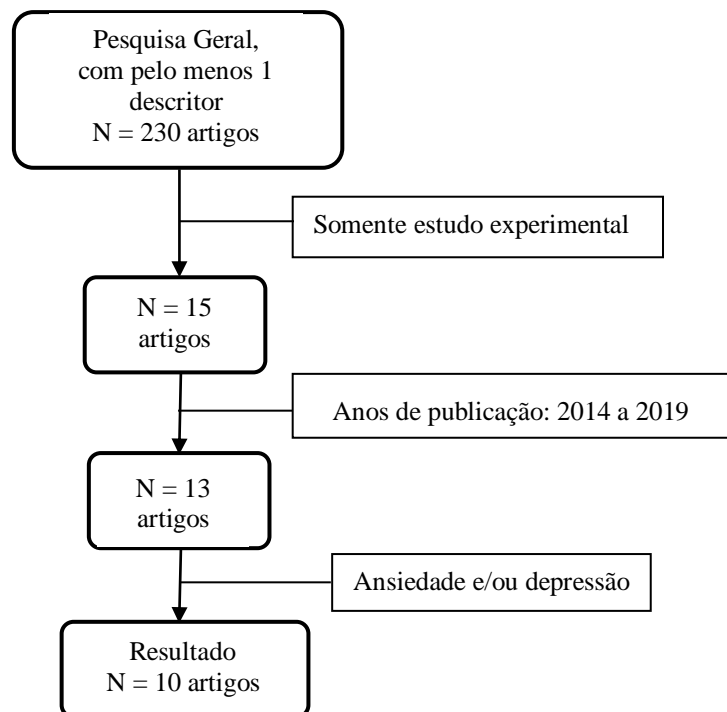 Pesquisa Geral,
com pelo menos 1
descritor
N = 230 artigos
Somente estudo experimental
N = 15
artigos
Anos de publicação: 2014 a 2019
N = 13
artigos
Ansiedade e/ou depressão
Resultado
N = 10 artigos